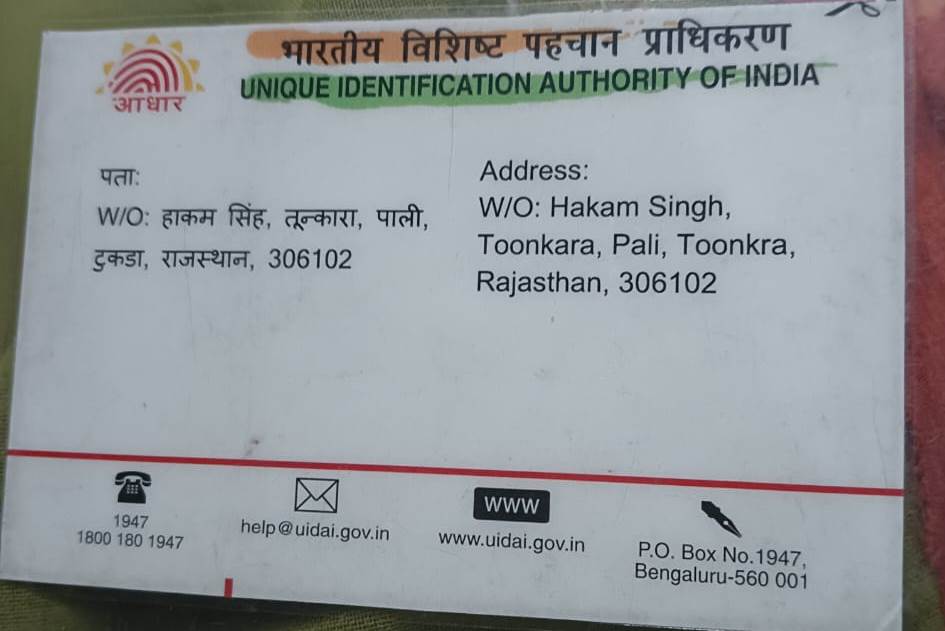 भारतीय विशिष्ट पहचान प्राधिकरण
UNIQUE IDENTIFICATION AUTHORITY OF INDIA
आधार
पता:
W/O: हाकम सिंह, तून्कारा, पाली,
टुकडा, राजस्थान, 306102
Address:
W/O: Hakam Singh,
Toonkara, Pali, Toonkra,
Rajasthan, 306102
1947
1800 180 1947
help@uidai.gov.in
www
www.uidai.gov.in
P.O. Box No.1947,
Bengaluru-560 001